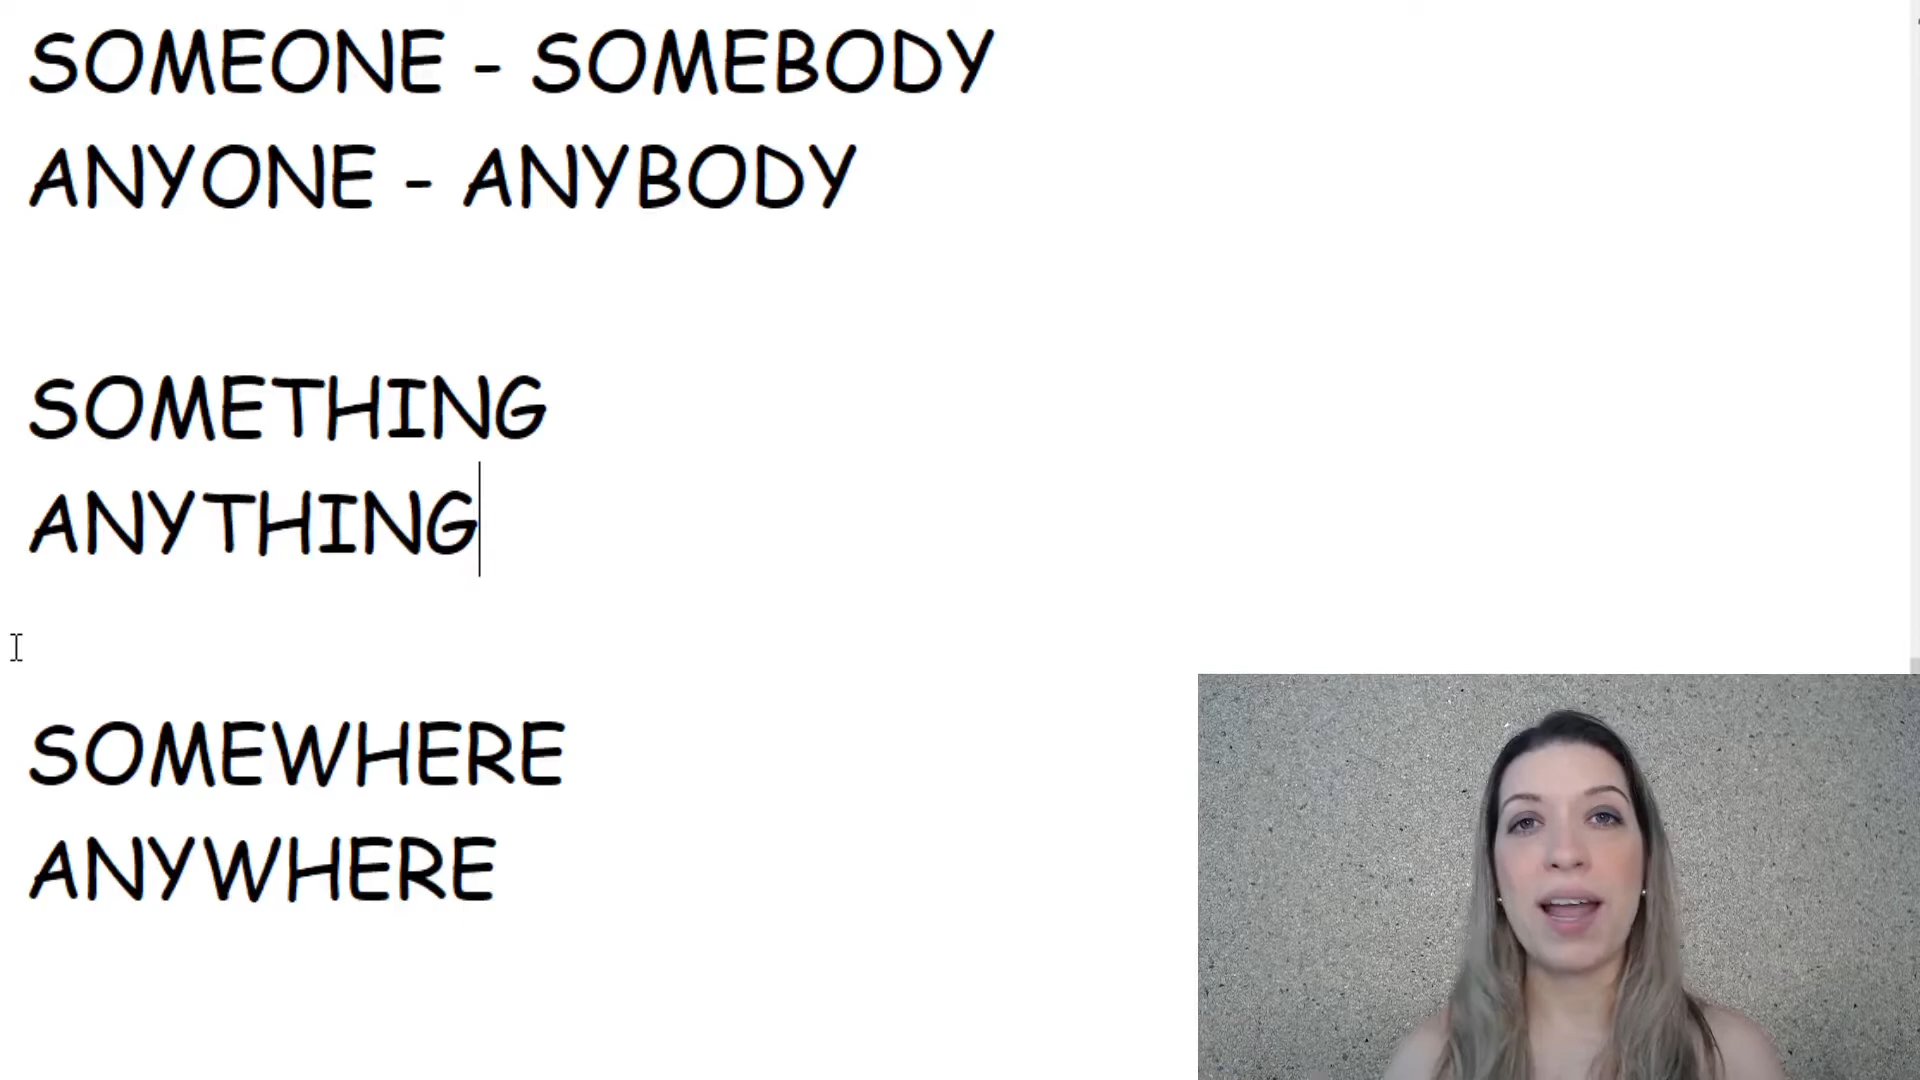 SOMEONE - SOMEBODY
ANYONE - ANYBODY
SOMETHING
ANYTHING
SOMEWHERE
ANYWHERE